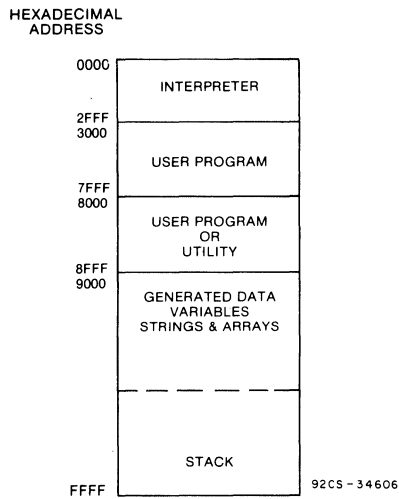 HEXADECIMAL
ADDRESS
0000
INTERPRETER
2FFF
3000
USER PROGRAM
7FFF
8000
USER PROGRAM
OR
UTILITY
8FFF
9000
GENERATED DATA
VARIABLES
STRINGS & ARRAYS
STACK
FFFF
92CS-34606